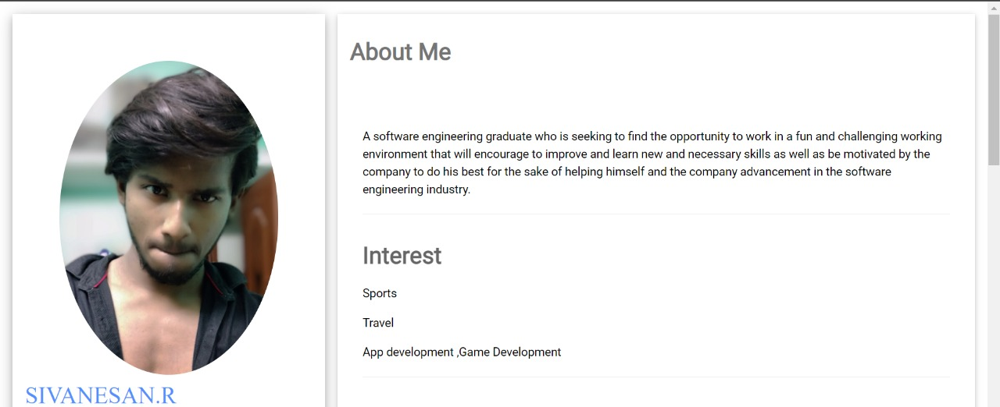 About Me
A software engineering graduate who is seeking to find the opportunity to work in a fun and challenging working
environment that will encourage to improve and learn new and necessary skills as well as be motivated by the
company to do his best for the sake of helping himself and the company advancement in the software
engineering industry.
Interest
Sports
Travel
App development ,Game Development
SIVANESAN.R